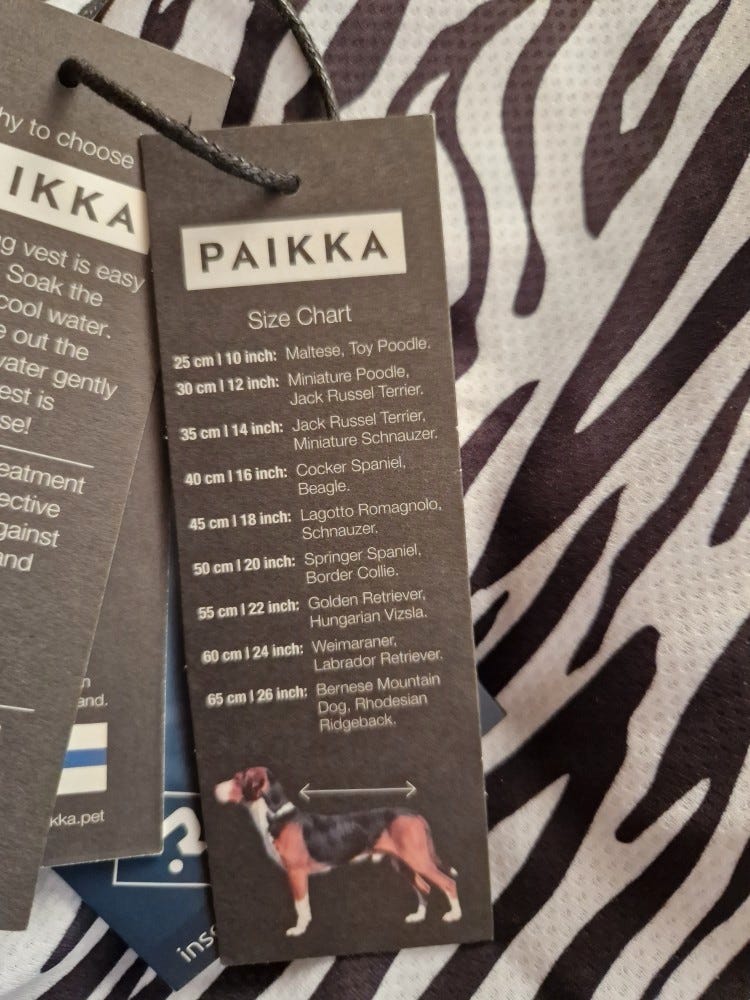 hy to choose
IKKA
g vest is easy
Soak the
cool water.
e out the
water gently
est is
se!
eatment
ective
gainst
and
and.
kka.pet
PAIKKA
Size Chart
25 cm | 10 inch: Maltese, Toy Poodle.
30 cm | 12 inch: Miniature Poodle,
Jack Russel Terrier.
35 cm | 14 inch: Jack Russel Terrier,
Miniature Schnauzer.
40 cm | 16 inch: Cocker Spaniel,
Beagle.
45 cm | 18 inch: Lagotto Romagnolo,
Schnauzer.
50 cm | 20 inch: Springer Spaniel,
Border Collie.
55 cm | 22 inch: Golden Retriever,
Hungarian Vizsla.
60 cm | 24 inch: Weimaraner,
Labrador Retriever.
65 cm | 26 inch: Bernese Mountain
Dog, Rhodesian
Ridgeback.